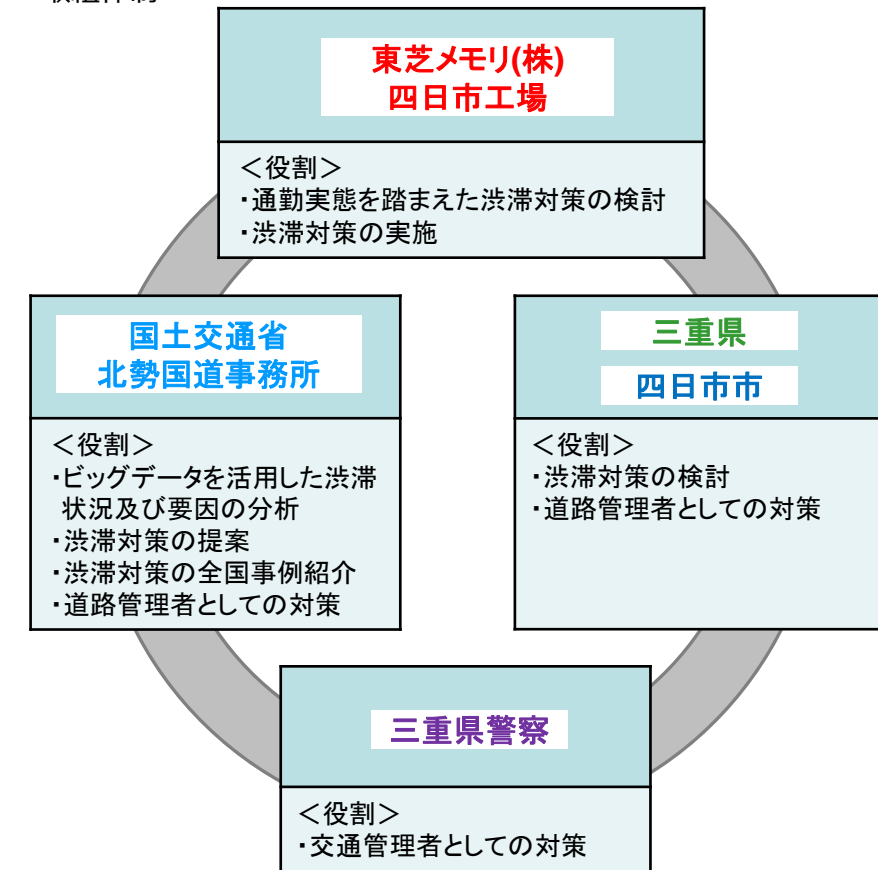 東芝メモリ(株)
四日市工場
＜役割＞
・通勤実態を踏まえた渋滞対策の検討
・渋滞対策の実施
国土交通省
北勢国道事務所
＜役割＞
・ビッグデータを活用した渋滞
状況及び要因の分析
・渋滞対策の提案
・渋滞対策の全国事例紹介
・道路管理者としての対策
三重県
四日市市
＜役割＞
・渋滞対策の検討
・道路管理者としての対策
三重県警察
＜役割＞
・交通管理者としての対策